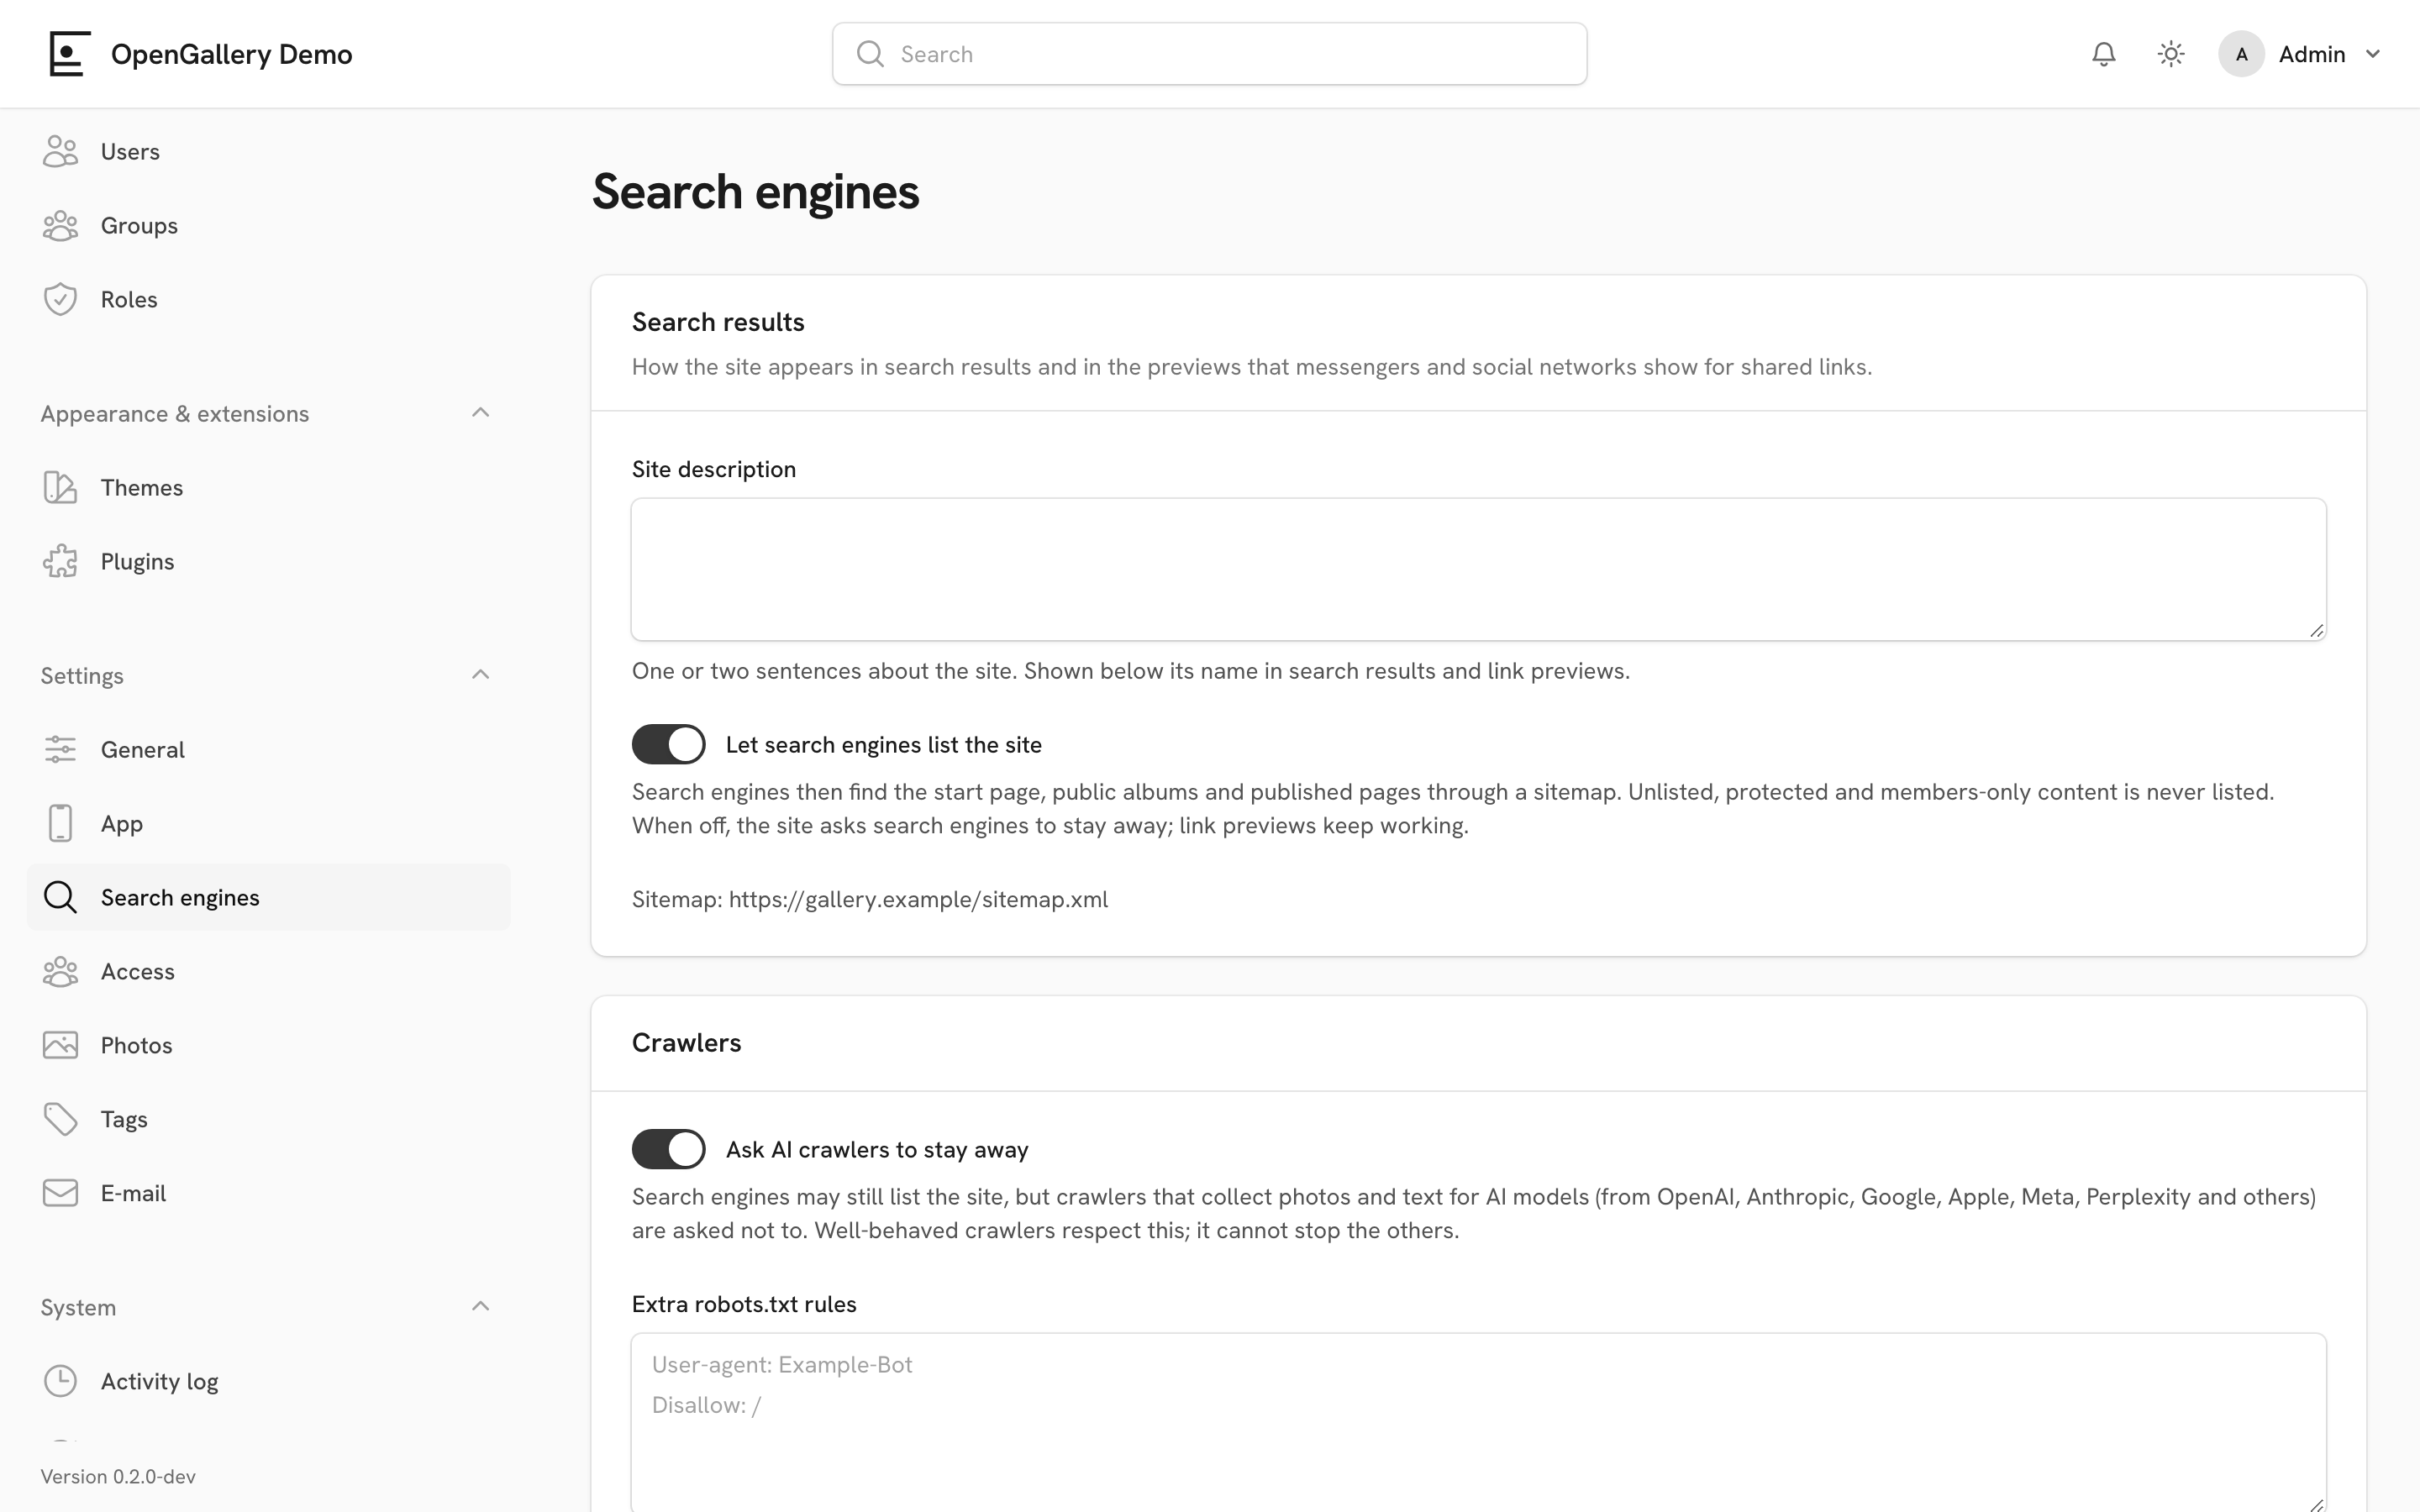 OpenGallery Demo
Search
A
Admin
Users
Groups
Roles
Appearance & extensions
Themes
Plugins
Settings
General
App
Search engines
Access
Photos
Tags
E-mail
System
Activity log
Version 0.2.0-dev
Search engines
Search results
How the site appears in search results and in the previews that messengers and social networks show for shared links.
Site description
One or two sentences about the site. Shown below its name in search results and link previews.
Let search engines list the site
Search engines then find the start page, public albums and published pages through a sitemap. Unlisted, protected and members-only content is never listed.
When off, the site asks search engines to stay away; link previews keep working.
Sitemap: https://gallery.example/sitemap.xml
Crawlers
Ask AI crawlers to stay away
Search engines may still list the site, but crawlers that collect photos and text for AI models (from OpenAI, Anthropic, Google, Apple, Meta, Perplexity and others)
are asked not to. Well-behaved crawlers respect this; it cannot stop the others.
Extra robots.txt rules
User-agent: Example-Bot
Disallow: /